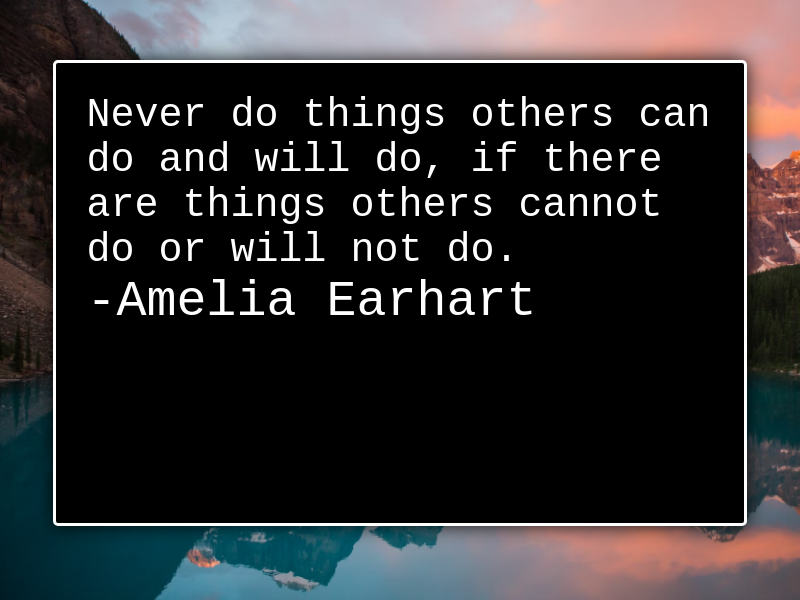 Never do things others can
do and will do, if there
are things others cannot
do or will not do.
-Amelia Earhart